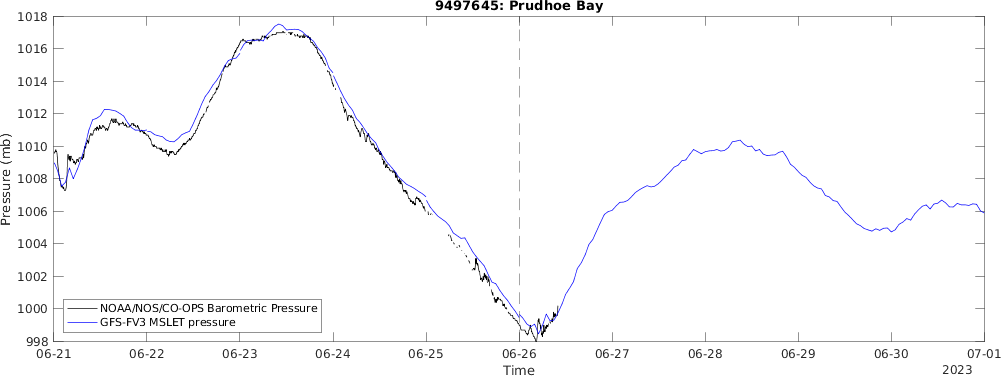 9497645: Prudhoe Bay
Pressure (mb)
1018
1016
1014
1012
1010
1008
1006
1004
1002
1000
998
NOAA/NOS/CO-OPS Barometric Pressure
GFS-FV3 MSLET pressure
06-21 06-22 06-23 06-24 06-25 06-26 06-27 06-28 06-29 06-30 07-01
Time
2023